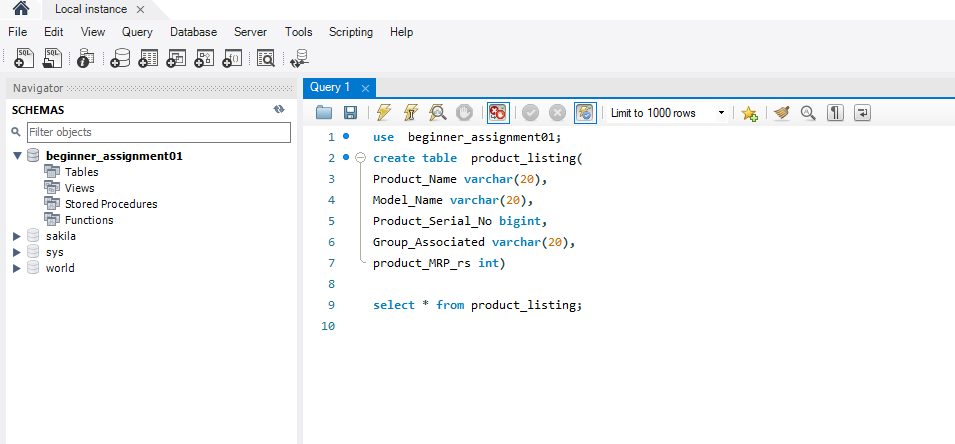 Local instance
File Edit View Query Database Server Tools Scripting Help
SQL SQL
Navigator
SCHEMAS
Filter objects
beginner_assignment01
Tables
Views
Stored Procedures
Functions
sakila
sys
world
Query 1
Limit to 1000 rows
1 use beginner_assignment01;
2 create table product_listing(
3 Product_Name varchar(20),
4 Model_Name varchar(20),
5 Product_Serial_No bigint,
6 Group_Associated varchar(20),
7 product_MRP_rs int)
8
9 select * from product_listing;
10